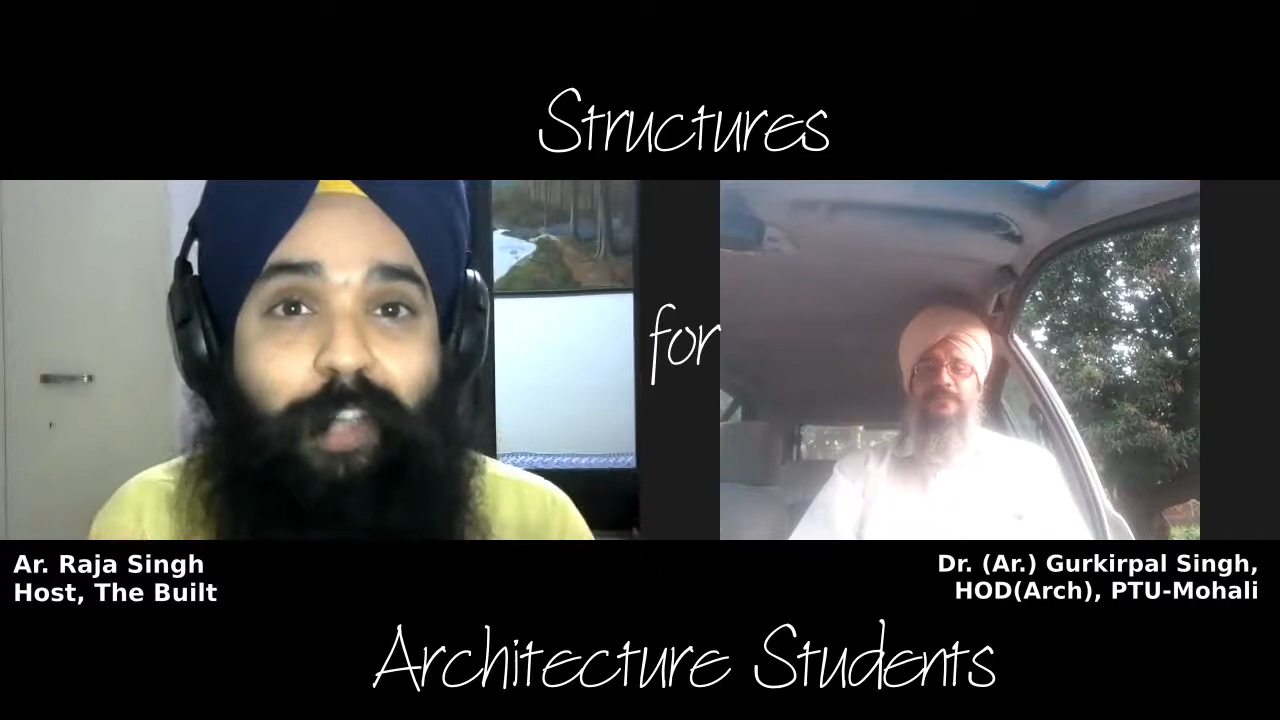 Structures
for
Ar. Raja Singh
Host, The Built
Dr. (Ar.) Gurkirpal Singh,
HOD(Arch), PTU-Mohali
Architecture Students